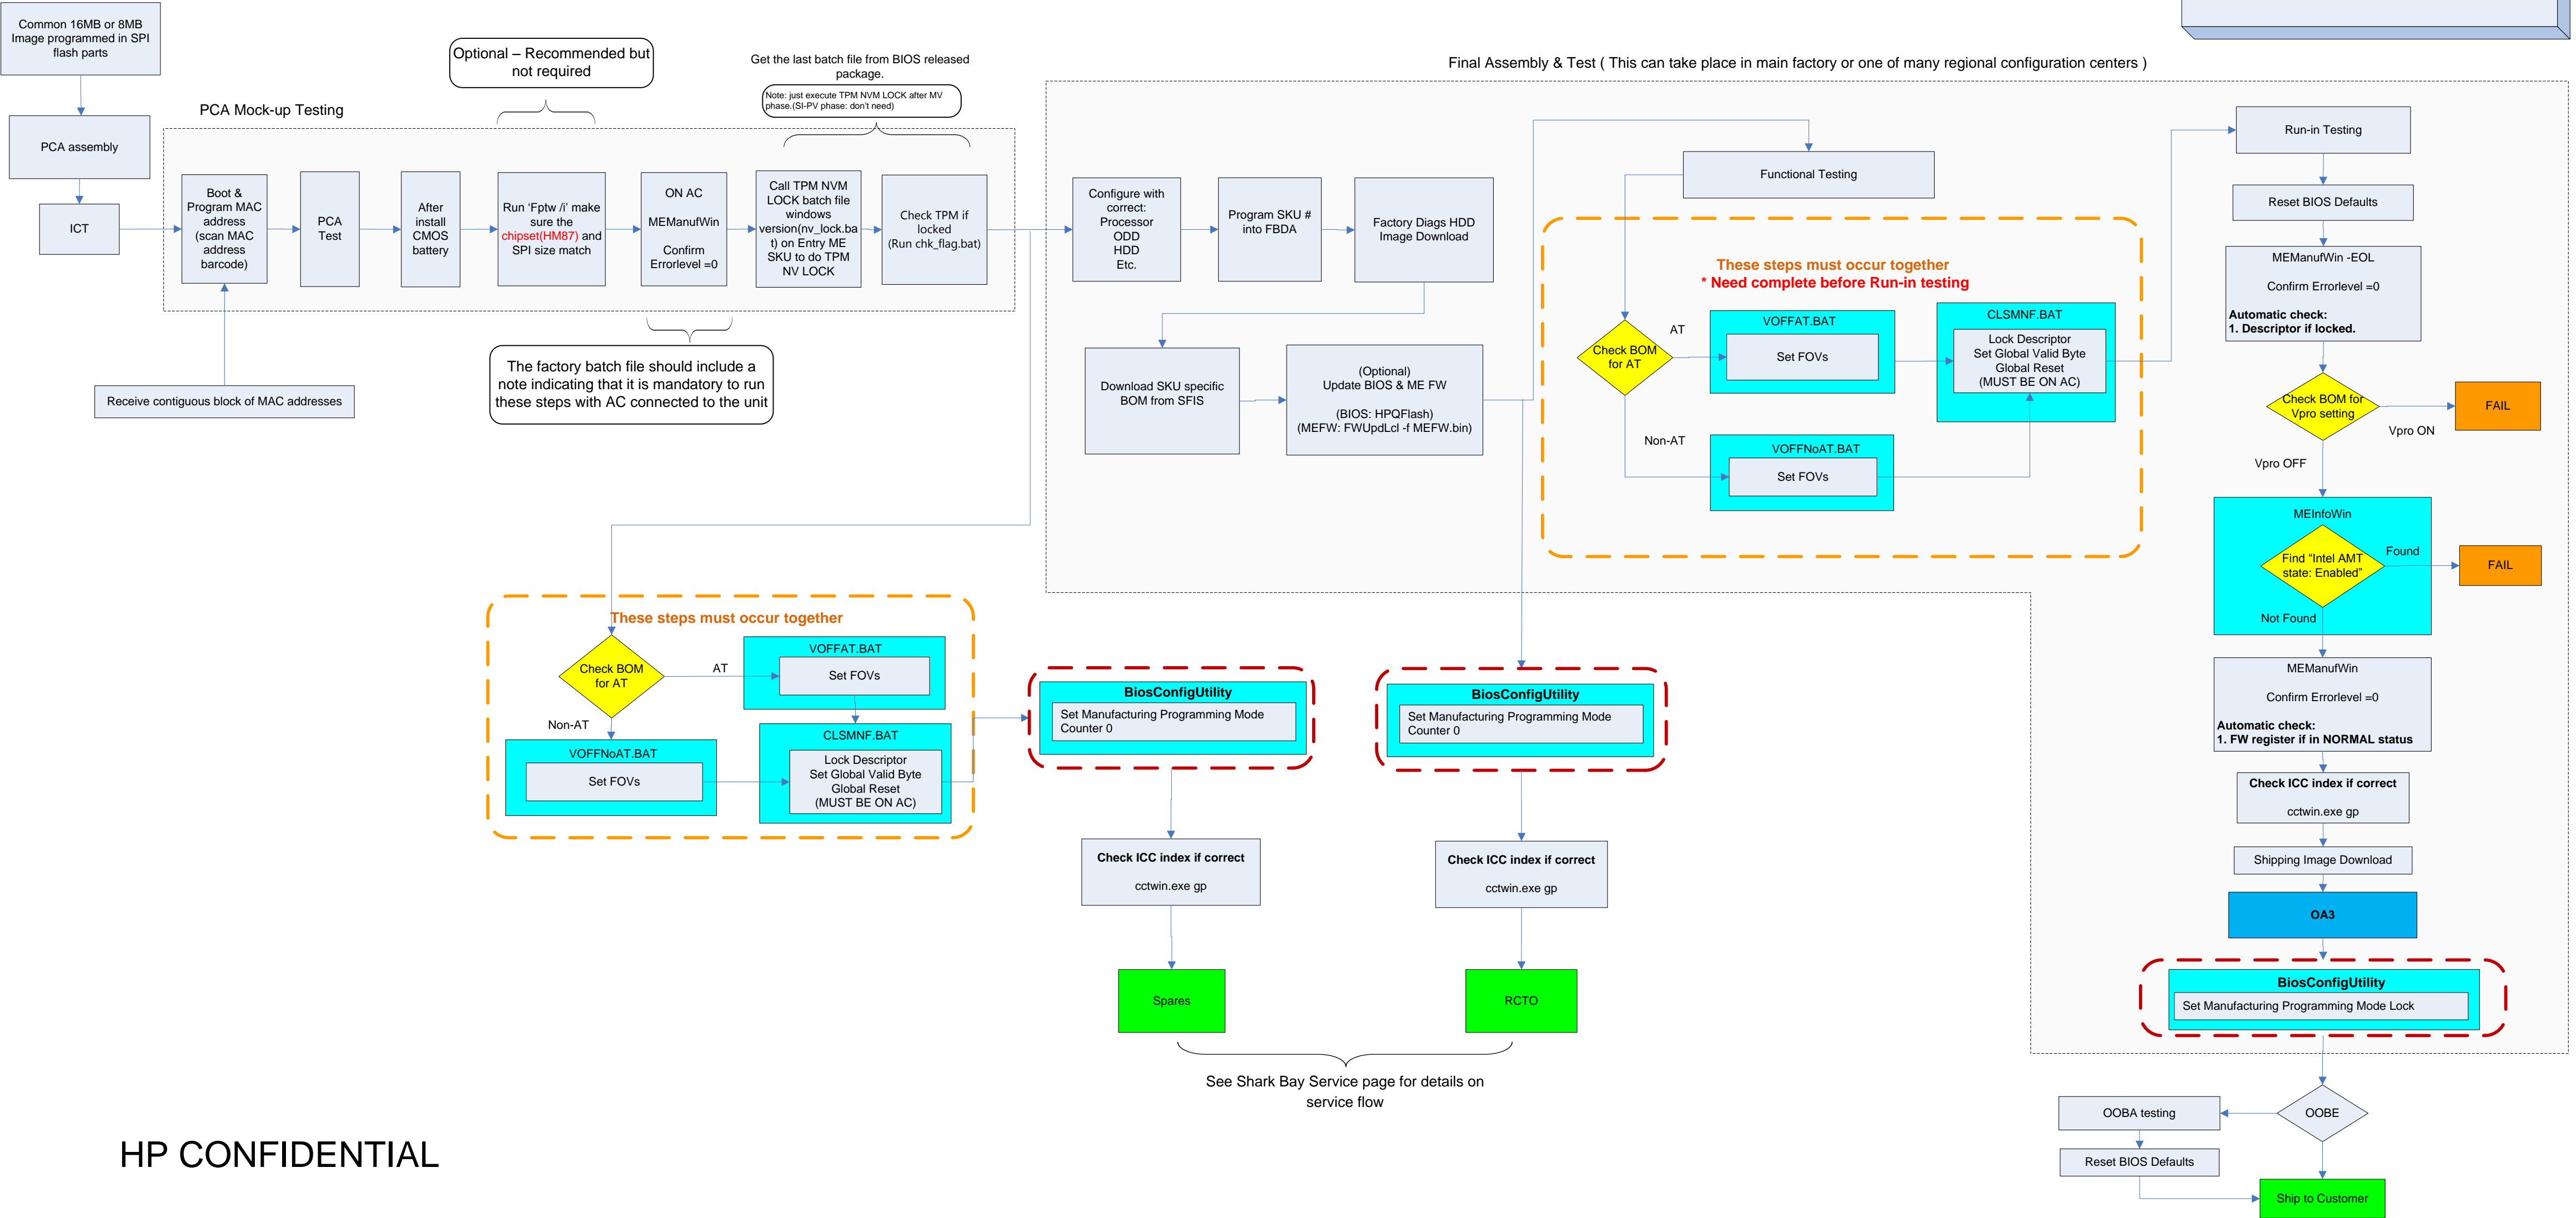 Common 16MB or 8MB
Image programmed in SPI
flash parts
PCA assembly
ICT
Receive contiguous block of MAC addresses
PCA Mock-up Testing
Boot &
Program MAC
address
(scan MAC
address
barcode)
PCA
Test
After
install
CMOS
battery
Optional – Recommended but
not required
Run ‘Fptw /i’ make
sure the
chipset(HM87) and
SPI size match
ON AC
MEManufWin
Confirm
Errorlevel =0
The factory batch file should include a
note indicating that it is mandatory to run
these steps with AC connected to the unit
Get the last batch file from BIOS released
package.
Note: just execute TPM NVM LOCK after MV
phase.(SI-PV phase: don’t need)
Call TPM NVM
LOCK batch file
windows
version(nv_lock.ba
t) on Entry ME
SKU to do TPM
NV LOCK
Check TPM if
locked
(Run chk_flag.bat)
Final Assembly & Test ( This can take place in main factory or one of many regional configuration centers )
Configure with
correct:
Processor
ODD
HDD
Etc.
Program SKU #
into FBDA
Factory Diags HDD
Image Download
Download SKU specific
BOM from SFIS
(Optional)
Update BIOS & ME FW
(BIOS: HPQFlash)
(MEFW: FWUpdLcl -f MEFW.bin)
Functional Testing
These steps must occur together
* Need complete before Run-in testing
Check BOM
for AT
AT
VOFFAT.BAT
Set FOVs
Non-AT
VOFFNoAT.BAT
Set FOVs
CLSMNF.BAT
Lock Descriptor
Set Global Valid Byte
Global Reset
(MUST BE ON AC)
Run-in Testing
Reset BIOS Defaults
MEManufWin -EOL
Confirm Errorlevel =0
Automatic check:
1. Descriptor if locked.
Check BOM for
Vpro setting
FAIL
Vpro ON
Vpro OFF
MEInfoWin
Find “Intel AMT
state: Enabled”
Found
FAIL
Not Found
MEManufWin
Confirm Errorlevel =0
Automatic check:
1. FW register if in NORMAL status
Check ICC index if correct
cctwin.exe gp
Shipping Image Download
OA3
BiosConfigUtility
Set Manufacturing Programming Mode Lock
OOBE
OOBA testing
Reset BIOS Defaults
Ship to Customer
These steps must occur together
Check BOM
for AT
AT
VOFFAT.BAT
Set FOVs
Non-AT
VOFFNoAT.BAT
Set FOVs
CLSMNF.BAT
Lock Descriptor
Set Global Valid Byte
Global Reset
(MUST BE ON AC)
BiosConfigUtility
Set Manufacturing Programming Mode
Counter 0
Check ICC index if correct
cctwin.exe gp
Spares
BiosConfigUtility
Set Manufacturing Programming Mode
Counter 0
Check ICC index if correct
cctwin.exe gp
RCTO
See Shark Bay Service page for details on
service flow
HP CONFIDENTIAL